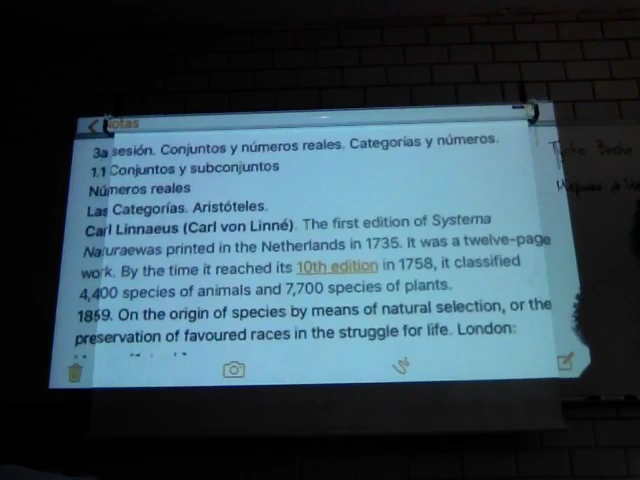 Notas
3a sesión. Conjuntos y números reales. Categorías y números.
1.1 Conjuntos y subconjuntos
Números reales
Las Categorías. Aristóteles.
Carl Linnaeus (Carl von Linné). The first edition of Systema
Naturaewas printed in the Netherlands in 1735. It was a twelve-page
work. By the time it reached its 10th edition in 1758, it classified
4,400 species of animals and 7,700 species of plants.
1859. On the origin of species by means of natural selection, or the
preservation of favoured races in the struggle for life. London: